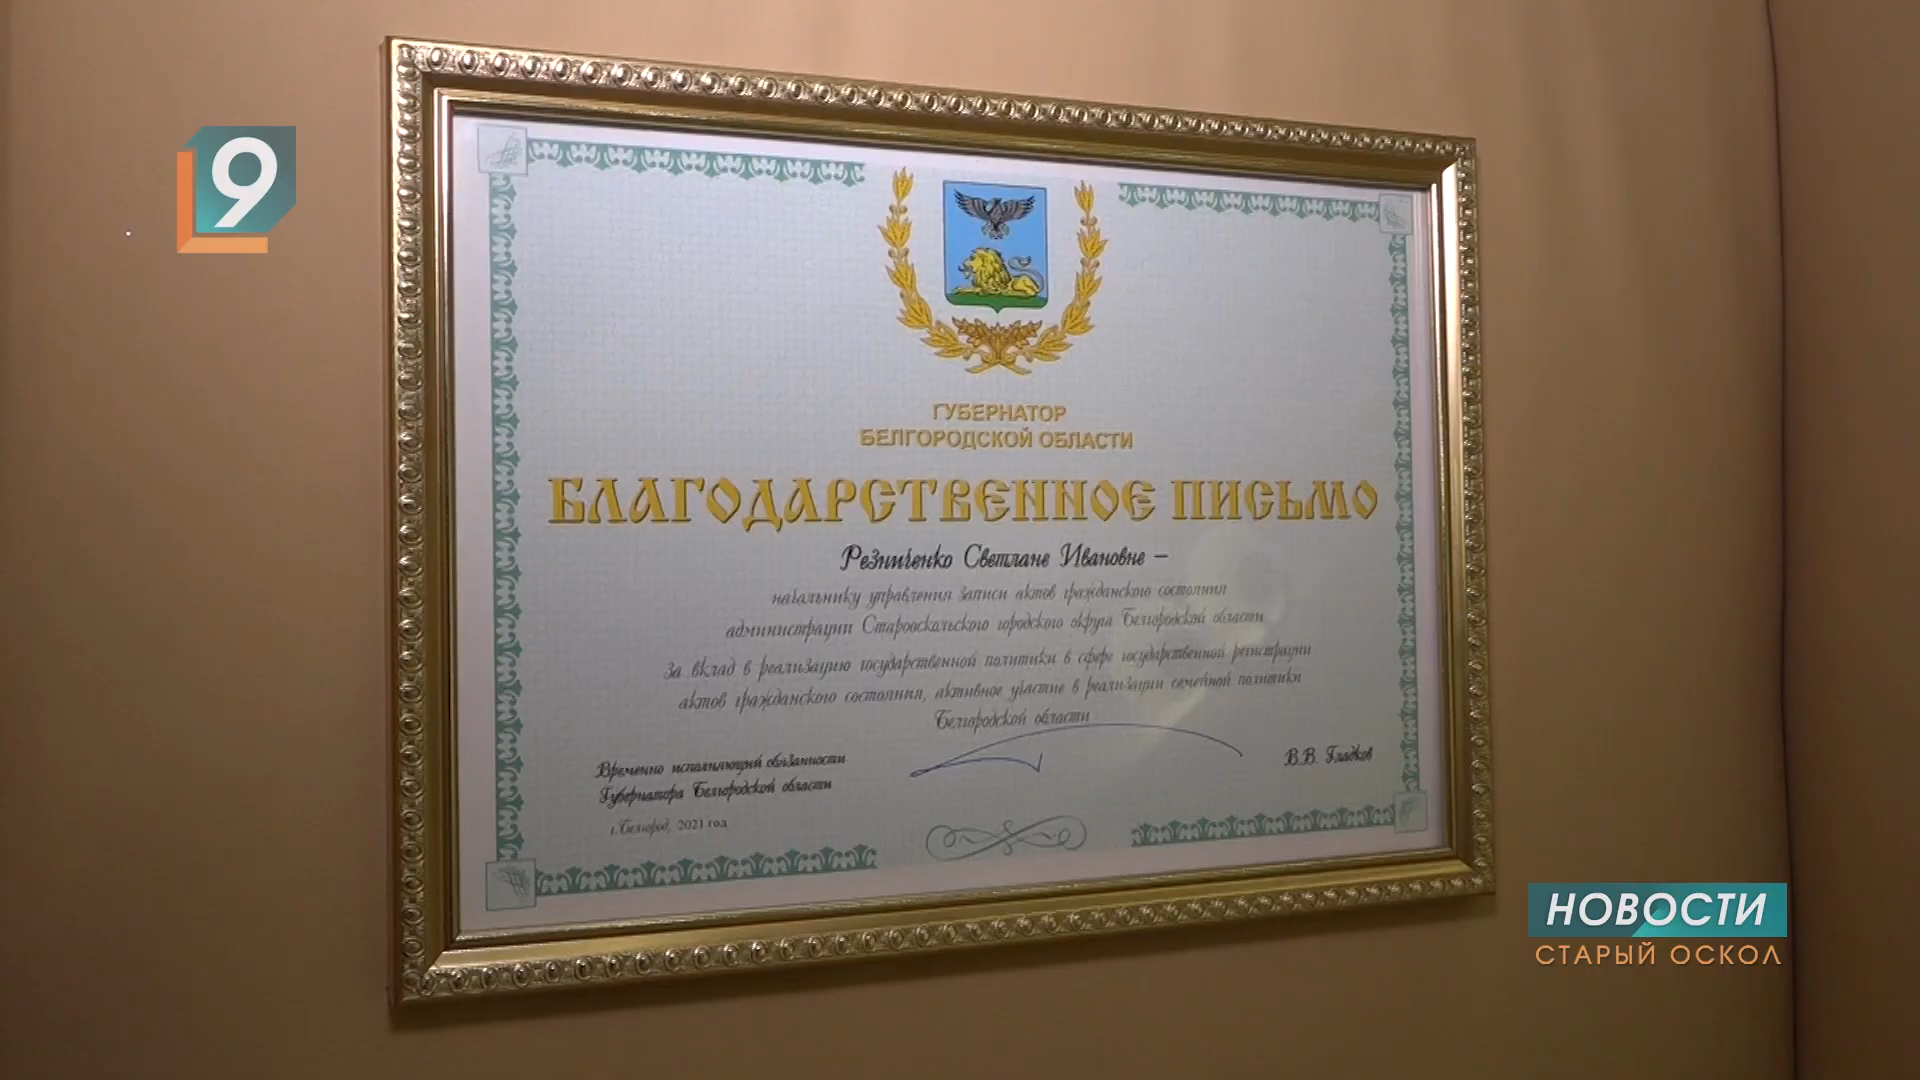 9
ГУБЕРНАТОР
БЕЛГОРОДСКОЙ ОБЛАСТИ
БЛАГОДАРСТВЕННОЕ ПИСЬМО
Резниченко Светлане Ивановне –
начальнику управления записи актов гражданского состояния
администрации Старооскольского городского округа Белгородской области
За вклад в реализацию государственной политики в сфере государственной регистрации
актов гражданского состояния, активное участие в реализации семейной политики
Белгородской области
Временно исполняющий обязанности
Губернатора Белгородской области
В.В. Гладков
г.Белгород, 2021 год
НОВОСТИ
СТАРЫЙ ОСКОЛ